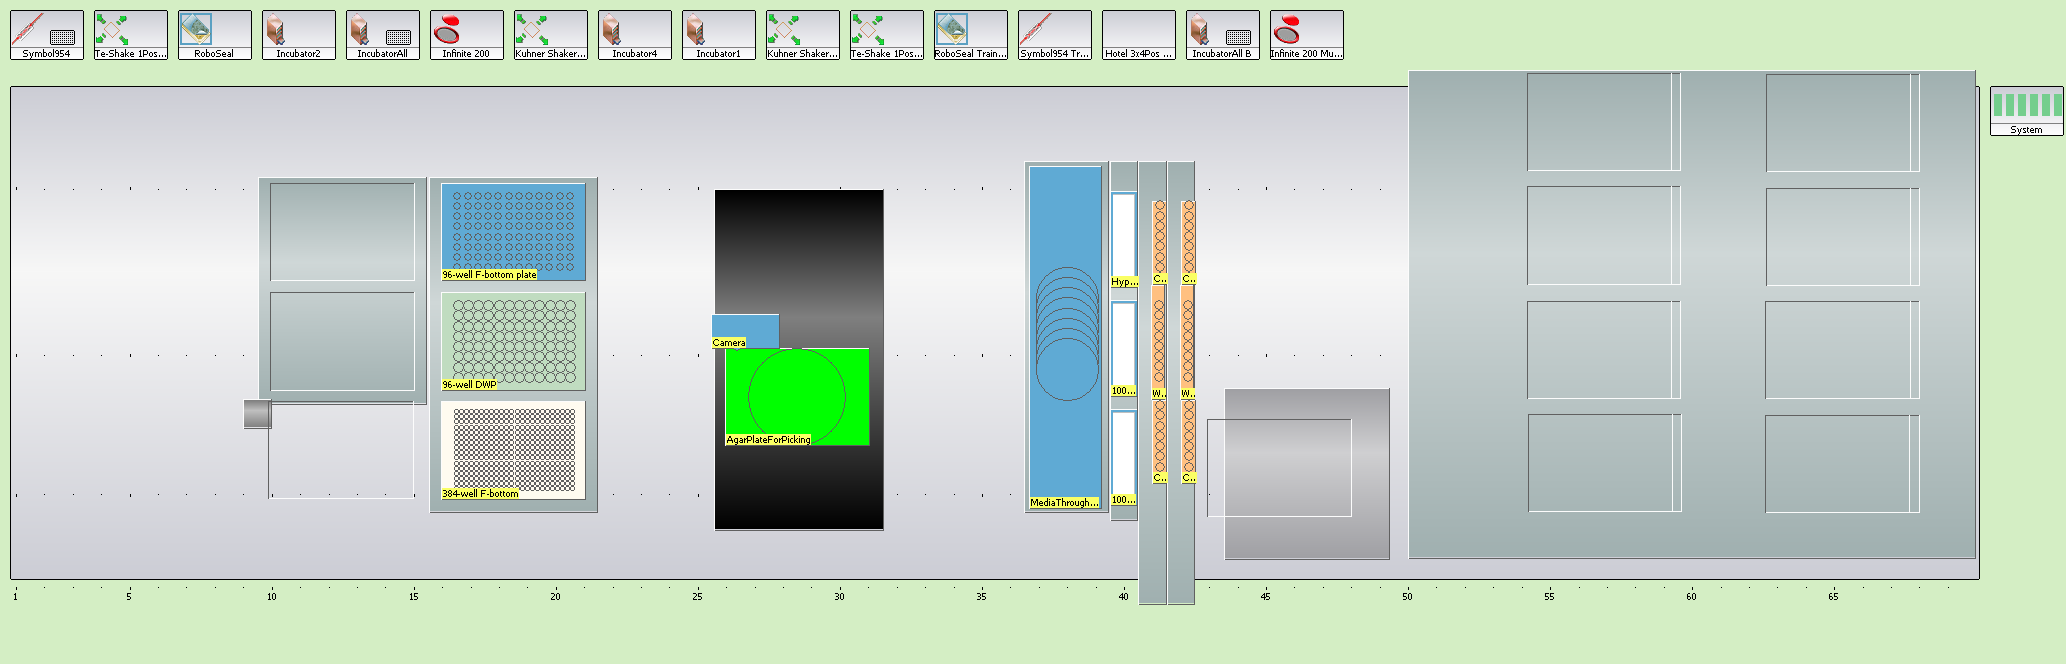 Symbol954
Te-Shake 1Pos...
RoboSeal
Incubator2
IncubatorAll
Infinite 200
Kuhner Shaker...
Incubator4
Incubator1
Kuhner Shaker...
Te-Shake 1Pos...
RoboSeal Train...
Symbol954 Tr...
Hotel 3x4Pos ...
IncubatorAll B
Infinite 200 Mu...
System
96-well F-bottom plate
96-well DWP
384-well F-bottom
Camera
AgarPlateForPicking
MediaThrough...
Hyp...
100...
100...
C...
W...
C...
C...
W...
C...
1
5
10
15
20
25
30
35
40
45
50
55
60
65